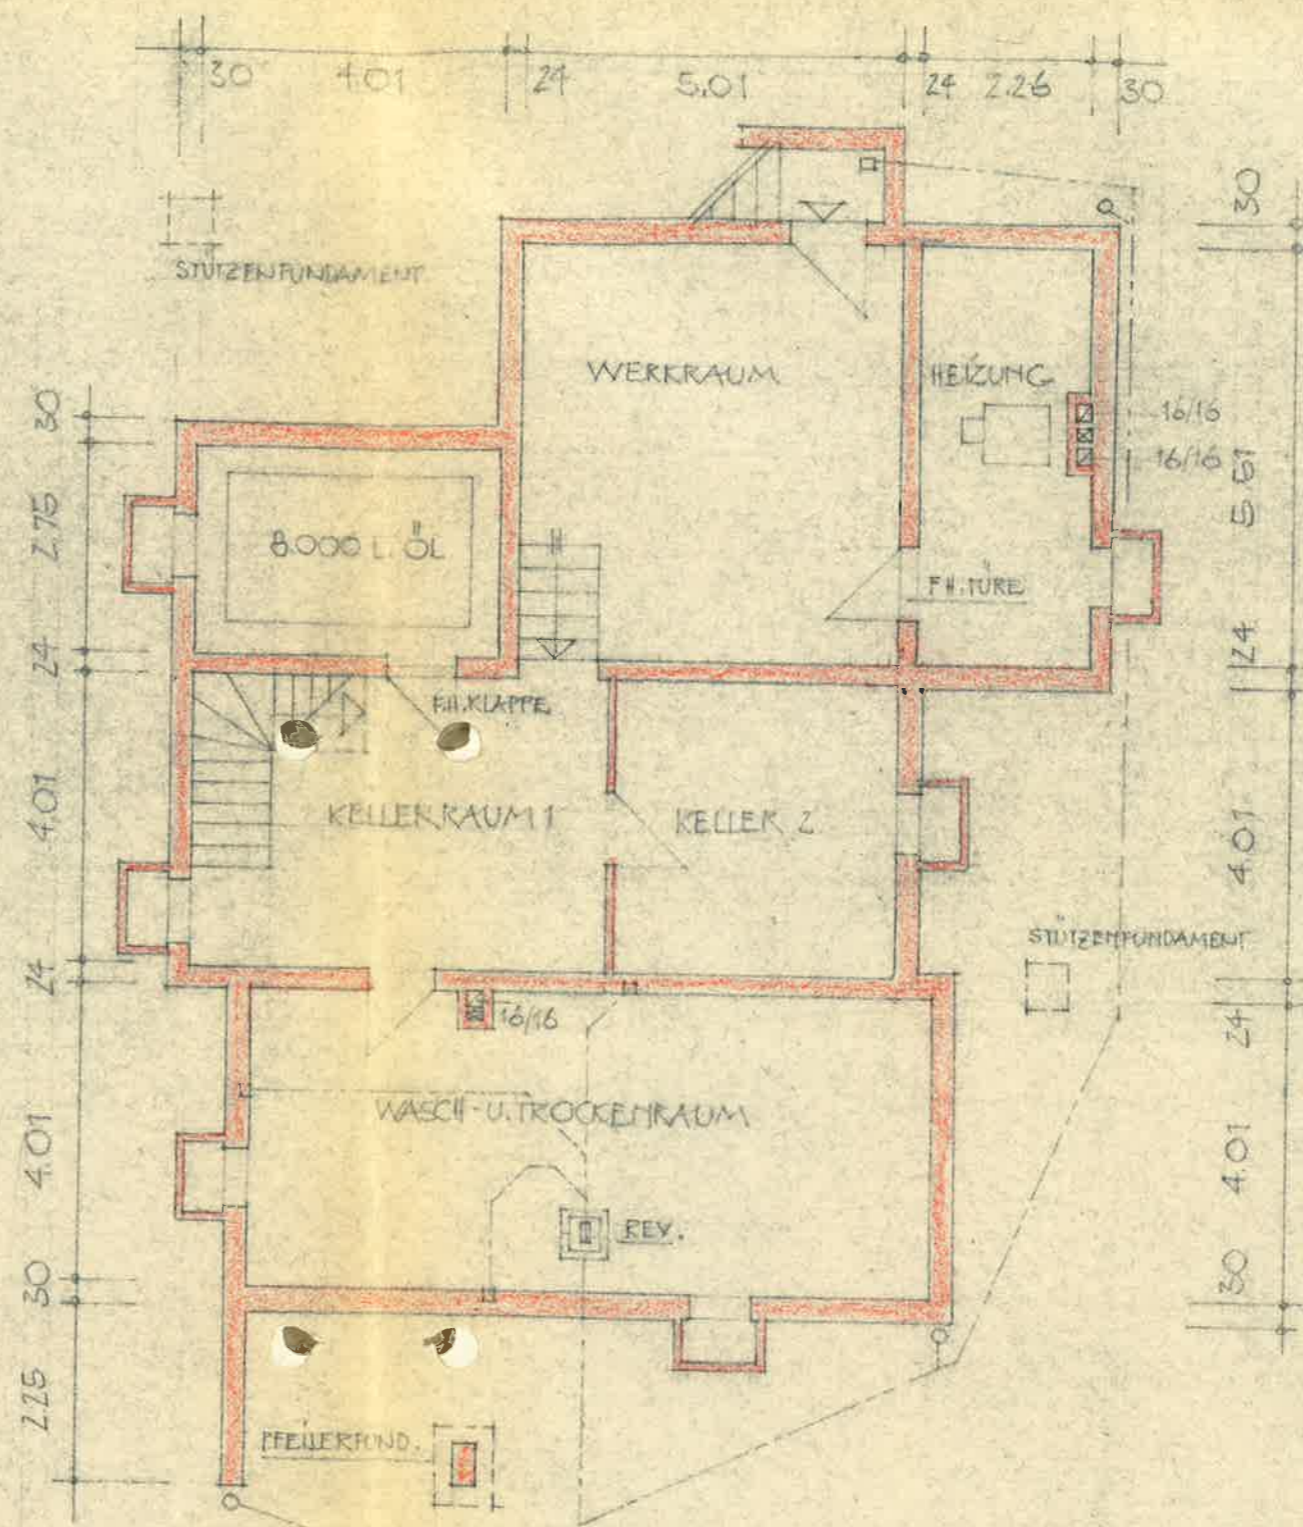 30 4.01 24 5.01 24 2.26 30
STÜTZENFUNDAMENT
30
WERKRAUM
HEIZUNG
16/16
16/16
30
2.75
8.000 L. ÖL
5 61
F.H. TÜRE
24
24
F.H. KLAPPE
4.01
KELLERRAUM 1
KELLER 2
4.01
STÜTZENFUNDAMENT
24
16/16
24
WASCH- U. TROCKENRAUM
4.01
4.01
REV.
30
30
2.25
PFEILERFUND.